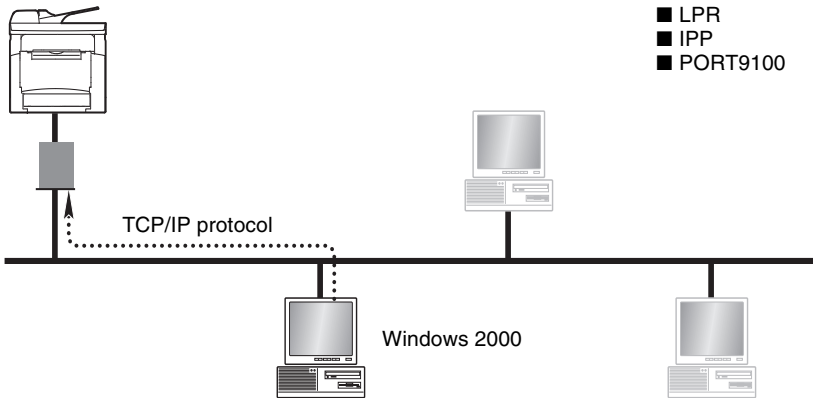 ■ LPR
■ IPP
■ PORT9100
TCP/IP protocol
Windows 2000